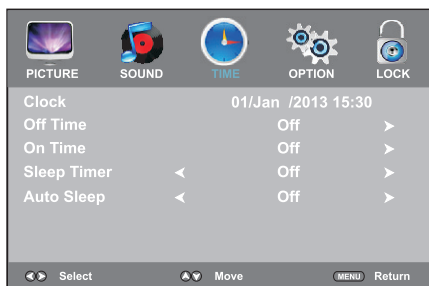 PICTURE SOUND TIME OPTION LOCK
Clock 01/Jan /2013 15:30
Off Time Off
On Time Off
Sleep Timer Off
Auto Sleep Off
Select Move MENU Return